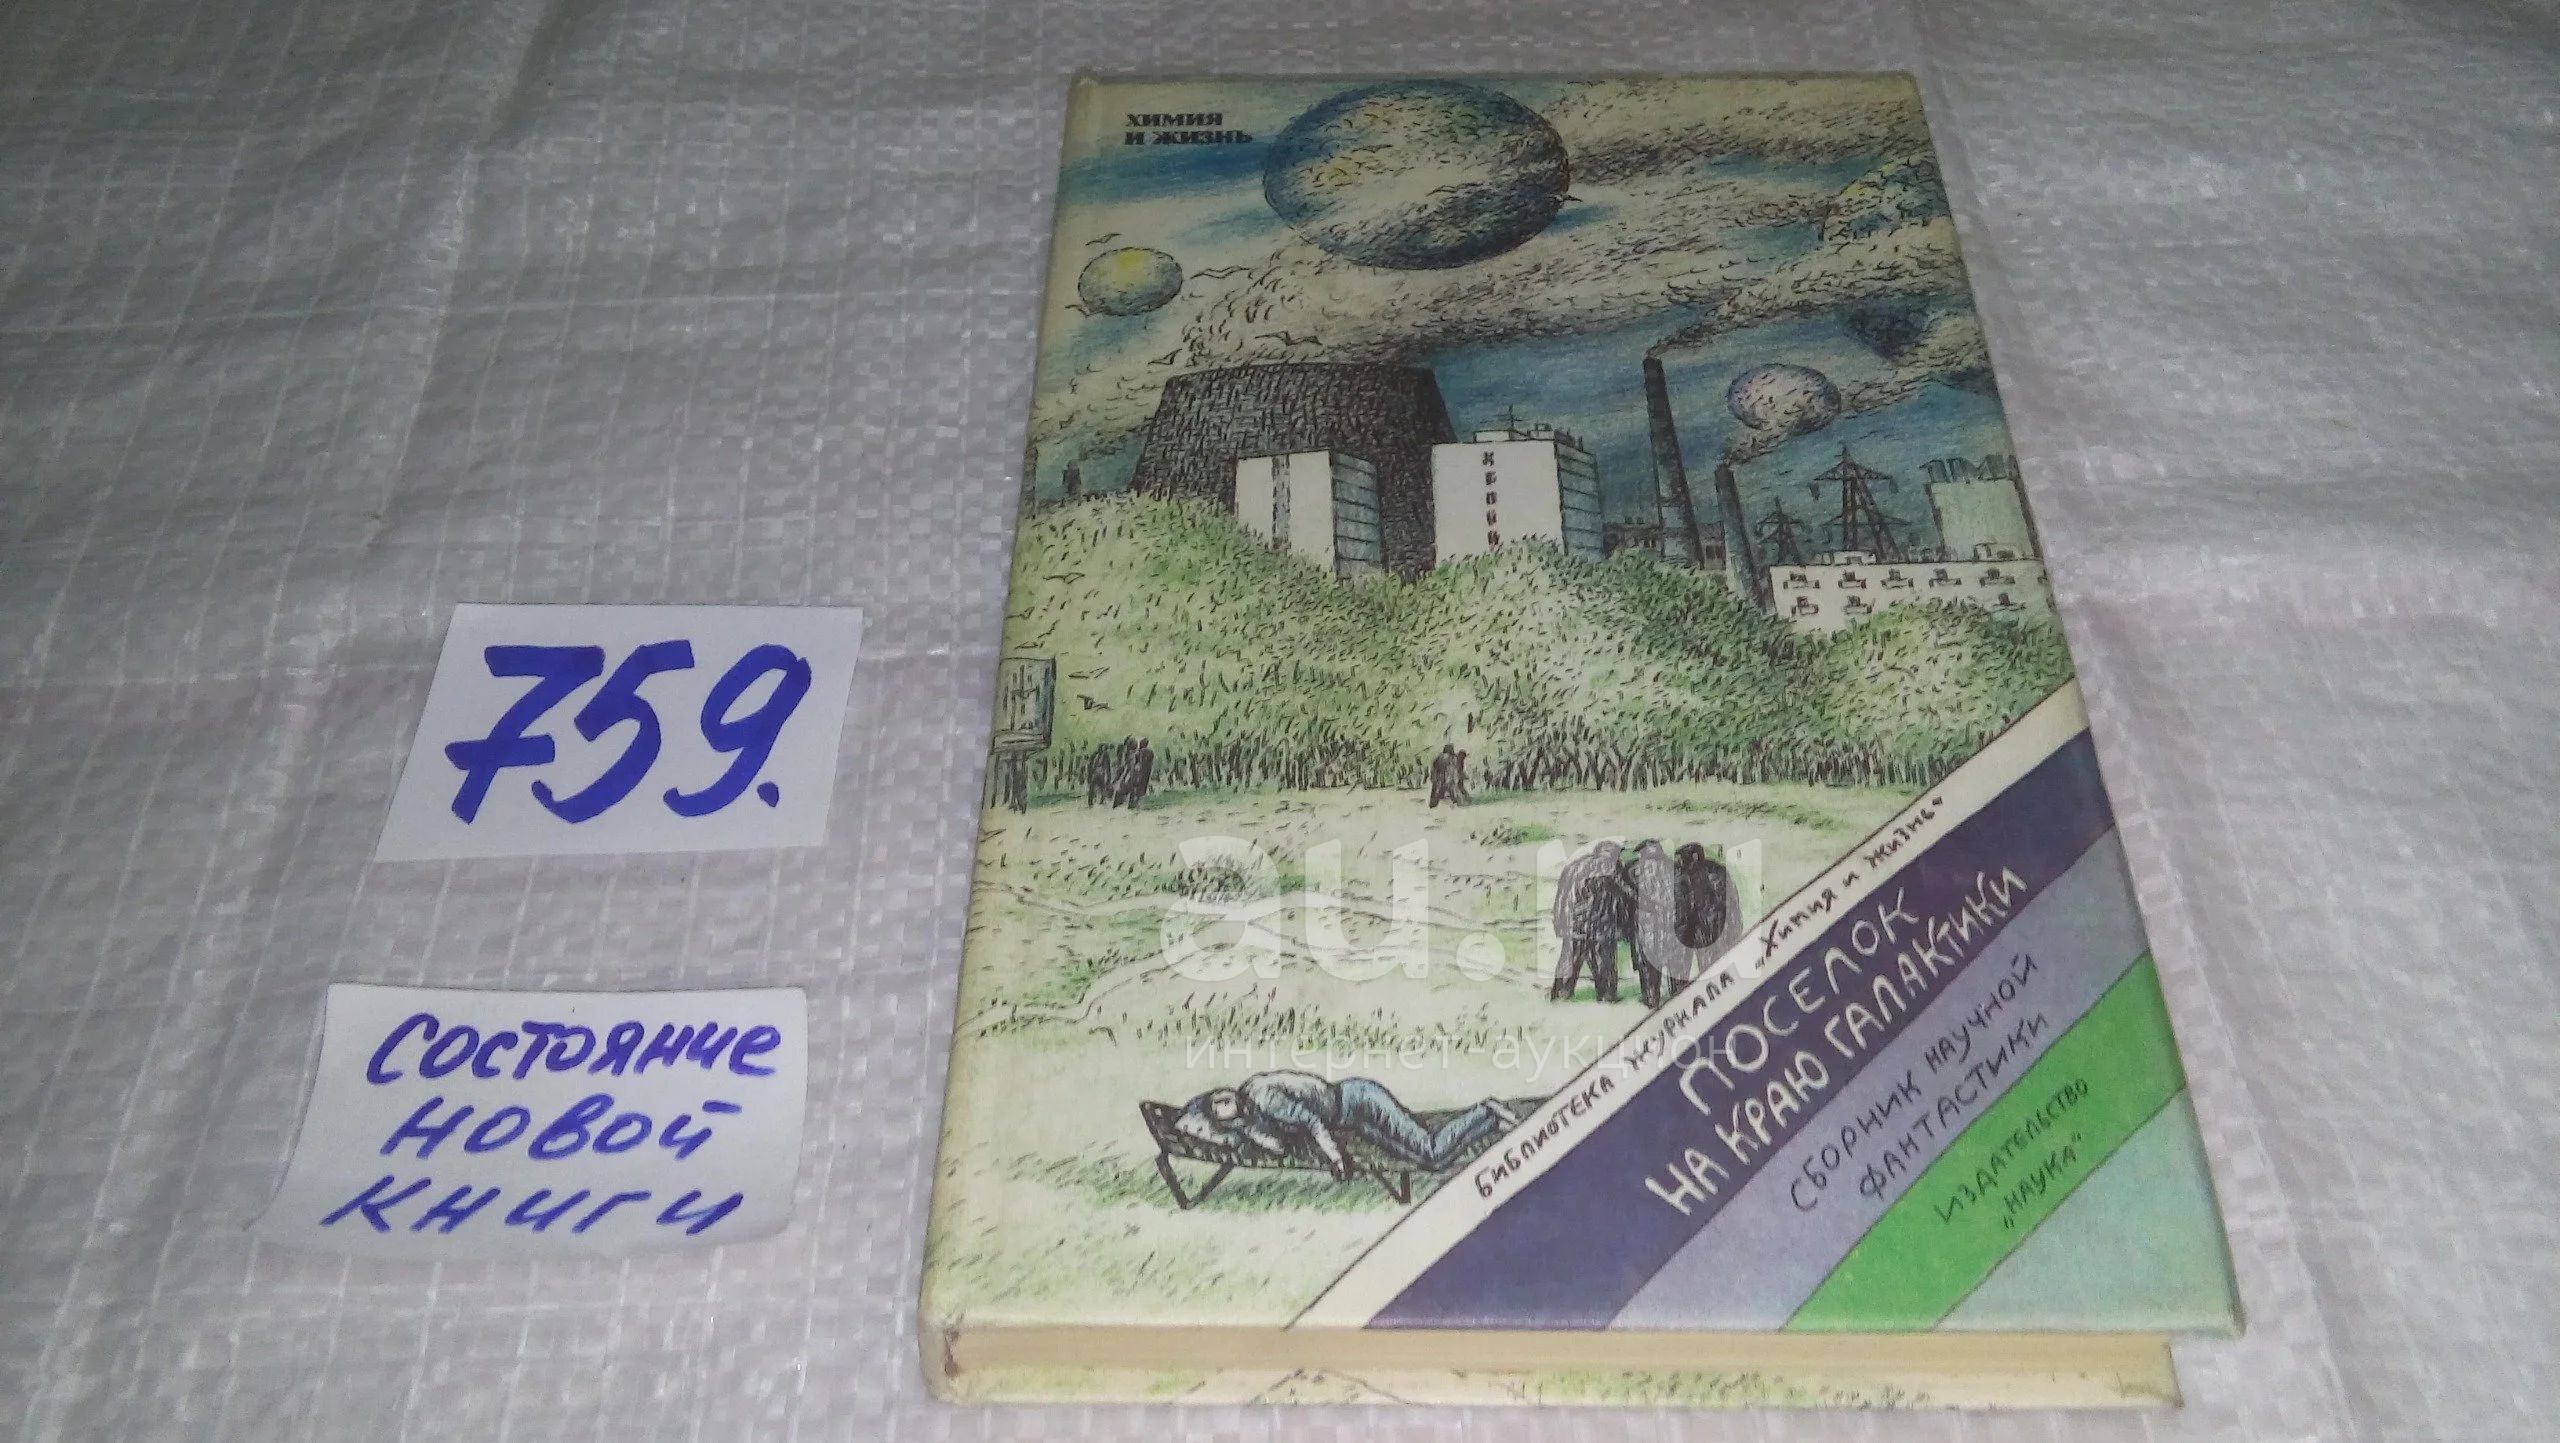 ХИМИЯ
И ЖИЗНЬ
759.
состояние
новой
книги
БИБЛИОТЕКА ЖУРНАЛА „Химия и жизнь“
ПОСЕЛОК
НА КРАЮ ГАЛАКТИКИ
СБОРНИК НАУЧНОЙ
ФАНТАСТИКИ
ИЗДАТЕЛЬСТВО
„НАУКА“
au.ru
интернет-аукцион